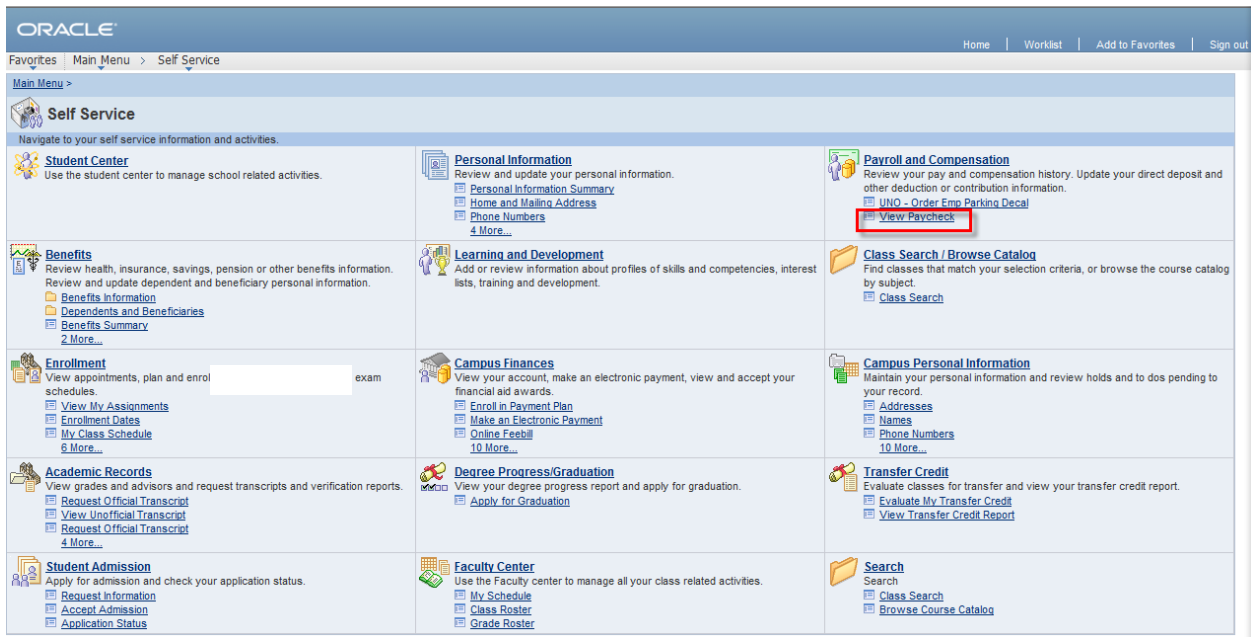 ORACLE
Home | Worklist | Add to Favorites | Sign out
Favorites Main Menu > Self Service
Main Menu >
Self Service
Navigate to your self service information and activities.
Student Center
Use the student center to manage school related activities.
Personal Information
Review and update your personal information.
Personal Information Summary
Home and Mailing Address
Phone Numbers
4 More...
Payroll and Compensation
Review your pay and compensation history. Update your direct deposit and
other deduction or contribution information.
UNO - Order Emp Parking Decal
View Paycheck
Benefits
Review health, insurance, savings, pension or other benefits information.
Review and update dependent and beneficiary personal information.
Benefits Information
Dependents and Beneficiaries
Benefits Summary
2 More...
Learning and Development
Add or review information about profiles of skills and competencies, interest
lists, training and development.
Class Search / Browse Catalog
Find classes that match your selection criteria, or browse the course catalog
by subject.
Class Search
Enrollment
View appointments, plan and enrol exam
schedules.
View My Assignments
Enrollment Dates
My Class Schedule
6 More...
Campus Finances
View your account, make an electronic payment, view and accept your
financial aid awards.
Enroll in Payment Plan
Make an Electronic Payment
Online Feebill
10 More...
Campus Personal Information
Maintain your personal information and review holds and to dos pending to
your record.
Addresses
Names
Phone Numbers
10 More...
Academic Records
View grades and advisors and request transcripts and verification reports.
Request Official Transcript
View Unofficial Transcript
Request Official Transcript
4 More...
Degree Progress/Graduation
View your degree progress report and apply for graduation.
Apply for Graduation
Transfer Credit
Evaluate classes for transfer and view your transfer credit report.
Evaluate My Transfer Credit
View Transfer Credit Report
Student Admission
Apply for admission and check your application status.
Request Information
Accept Admission
Application Status
Faculty Center
Use the Faculty center to manage all your class related activities.
My Schedule
Class Roster
Grade Roster
Search
Search
Class Search
Browse Course Catalog